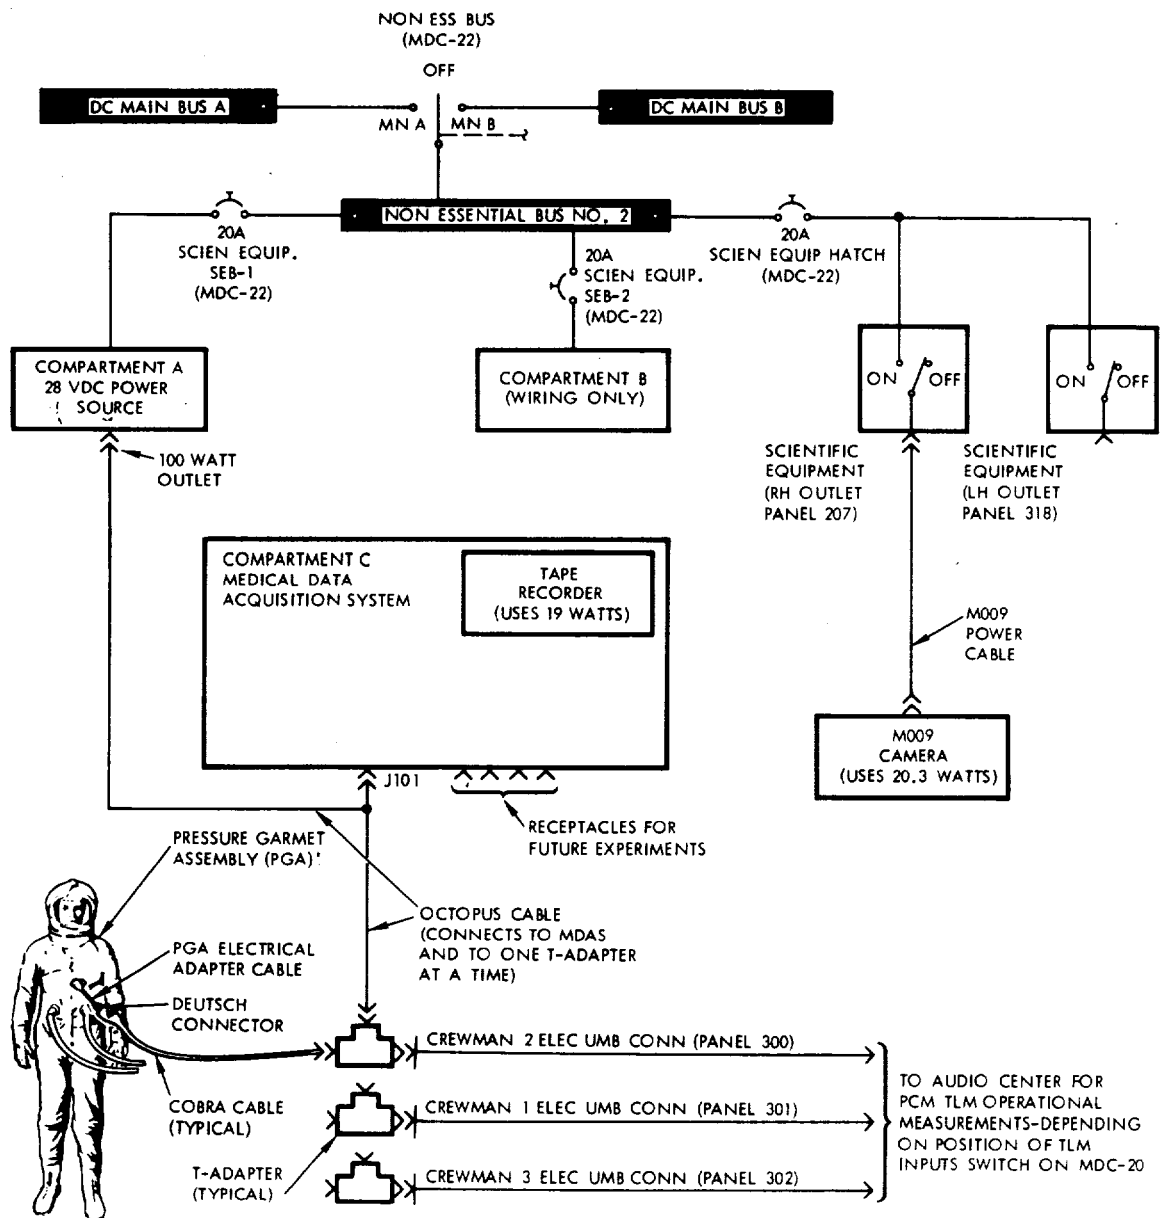 NON ESS BUS
(MDC-22)
OFF
DC MAIN BUS A
DC MAIN BUS B
MN A
MN B
NON ESSENTIAL BUS NO. 2
20A
SCIEN EQUIP.
SEB-1
(MDC-22)
20A
SCIEN EQUIP.
SEB-2
(MDC-22)
20A
SCIEN EQUIP HATCH
(MDC-22)
COMPARTMENT A
28 VDC POWER
SOURCE
COMPARTMENT B
(WIRING ONLY)
ON
OFF
ON
OFF
100 WATT
OUTLET
SCIENTIFIC
EQUIPMENT
(RH OUTLET
PANEL 207)
SCIENTIFIC
EQUIPMENT
(LH OUTLET
PANEL 318)
COMPARTMENT C
MEDICAL DATA
ACQUISITION SYSTEM
TAPE
RECORDER
(USES 19 WATTS)
M009
POWER
CABLE
M009
CAMERA
(USES 20.3 WATTS)
J101
RECEPTACLES FOR
FUTURE EXPERIMENTS
PRESSURE GARMET
ASSEMBLY (PGA)
OCTOPUS CABLE
(CONNECTS TO MDAS
AND TO ONE T-ADAPTER
AT A TIME)
PGA ELECTRICAL
ADAPTER CABLE
DEUTSCH
CONNECTOR
COBRA CABLE
(TYPICAL)
T-ADAPTER
(TYPICAL)
CREWMAN 2 ELEC UMB CONN (PANEL 300)
CREWMAN 1 ELEC UMB CONN (PANEL 301)
CREWMAN 3 ELEC UMB CONN (PANEL 302)
TO AUDIO CENTER FOR
PCM TLM OPERATIONAL
MEASUREMENTS-DEPENDING
ON POSITION OF TLM
INPUTS SWITCH ON MDC-20